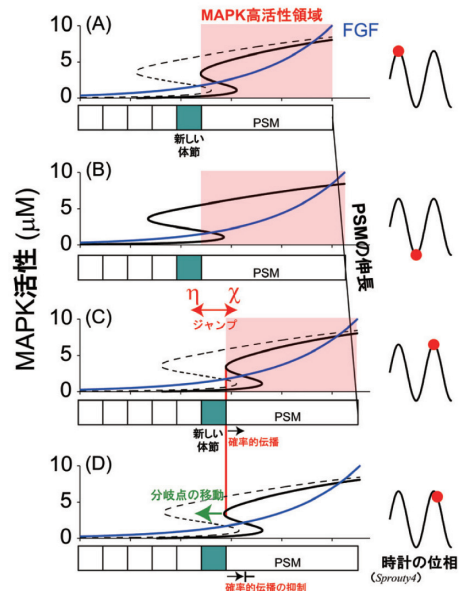 MAPK高活性領域
(A)
FGF
10
5
0
新しい
体節
PSM
(B)
10
5
0
PSM
PSMの伸長
MAPK活性 (μM)
η χ
ジャンプ
(C)
10
5
0
新しい
体節
PSM
確率的伝播
(D)
分岐点の移動
10
5
0
PSM
確率的伝播の抑制
時計の位相
(Sprouty4)